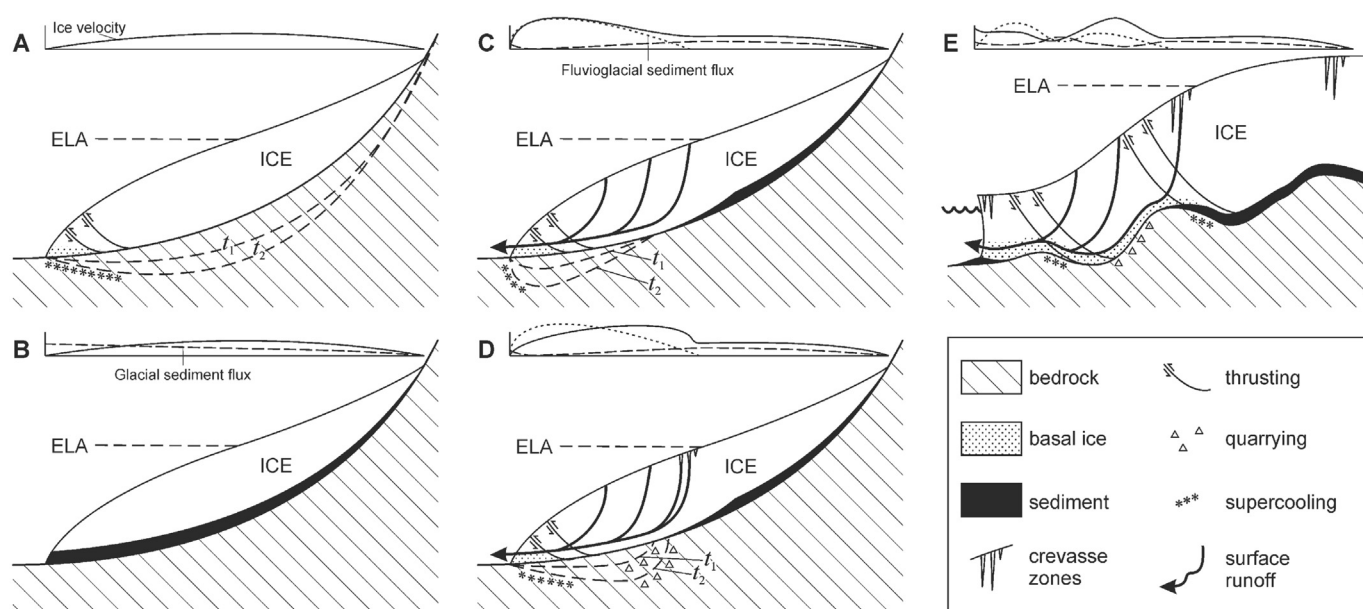 A
Ice velocity
ELA
ICE
t1
t2
B
Glacial sediment flux
ELA
ICE
C
Fluvioglacial sediment flux
ELA
ICE
t1
t2
D
ELA
ICE
t1
t2
E
ELA
ICE
bedrock
thrusting
basal ice
quarrying
sediment
supercooling
crevasse
zones
surface
runoff